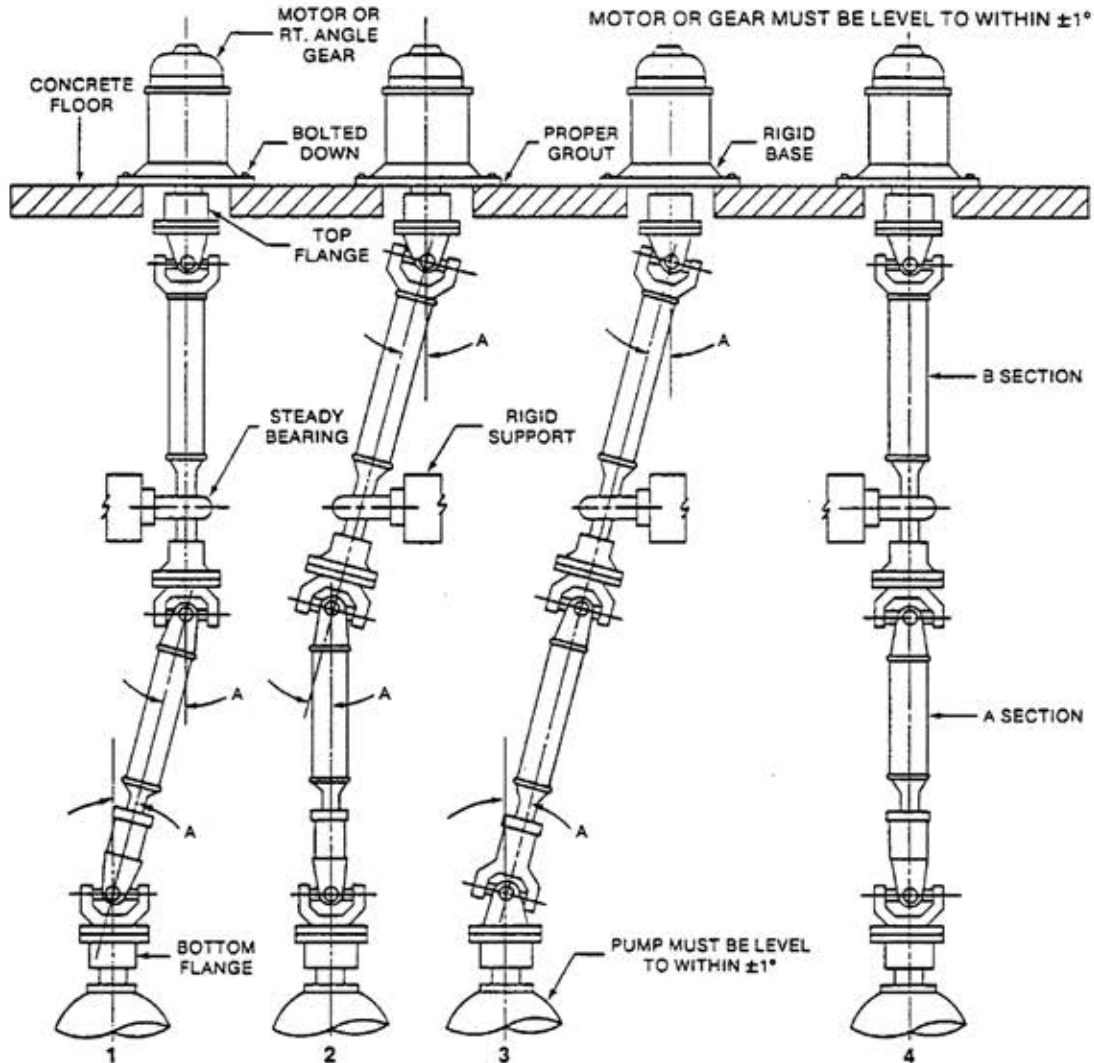 MOTOR OR
RT. ANGLE
GEAR
MOTOR OR GEAR MUST BE LEVEL TO WITHIN ±1°
CONCRETE
FLOOR
BOLTED
DOWN
PROPER
GROUT
RIGID
BASE
TOP
FLANGE
A
A
B SECTION
STEADY
BEARING
RIGID
SUPPORT
A
A
A SECTION
A
A
BOTTOM
FLANGE
PUMP MUST BE LEVEL
TO WITHIN ±1°
1
2
3
4